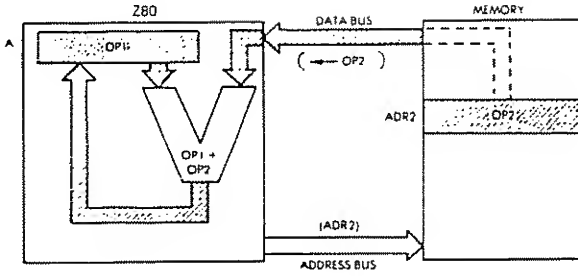 Z80
DATA BUS
MEMORY
A
OP1
( ← OP2 )
ADR2
OP2
OP1 +
OP2
(ADR2)
ADDRESS BUS